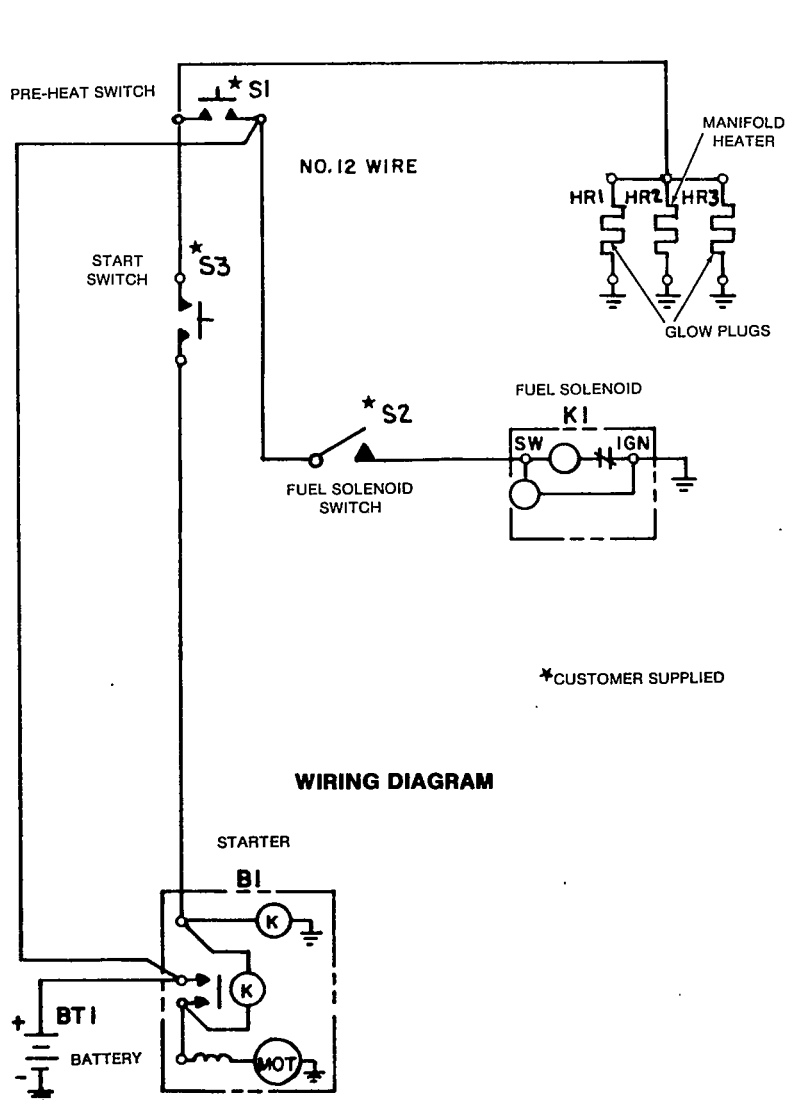 PRE-HEAT SWITCH
★ S1
MANIFOLD
HEATER
NO. 12 WIRE
HR1 HR2 HR3
START
SWITCH
★ S3
GLOW PLUGS
FUEL SOLENOID
K1
★ S2
SW IGN
FUEL SOLENOID
SWITCH
★CUSTOMER SUPPLIED
WIRING DIAGRAM
STARTER
B1
K
K
+ BT1
BATTERY
-
MOT